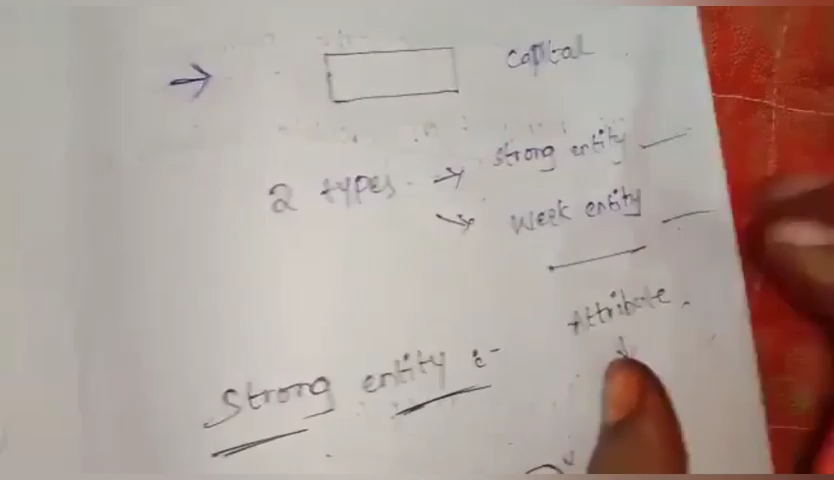 → capital
2 types → strong entity —
↘ week entity —
Attribute.
Strong entity :-